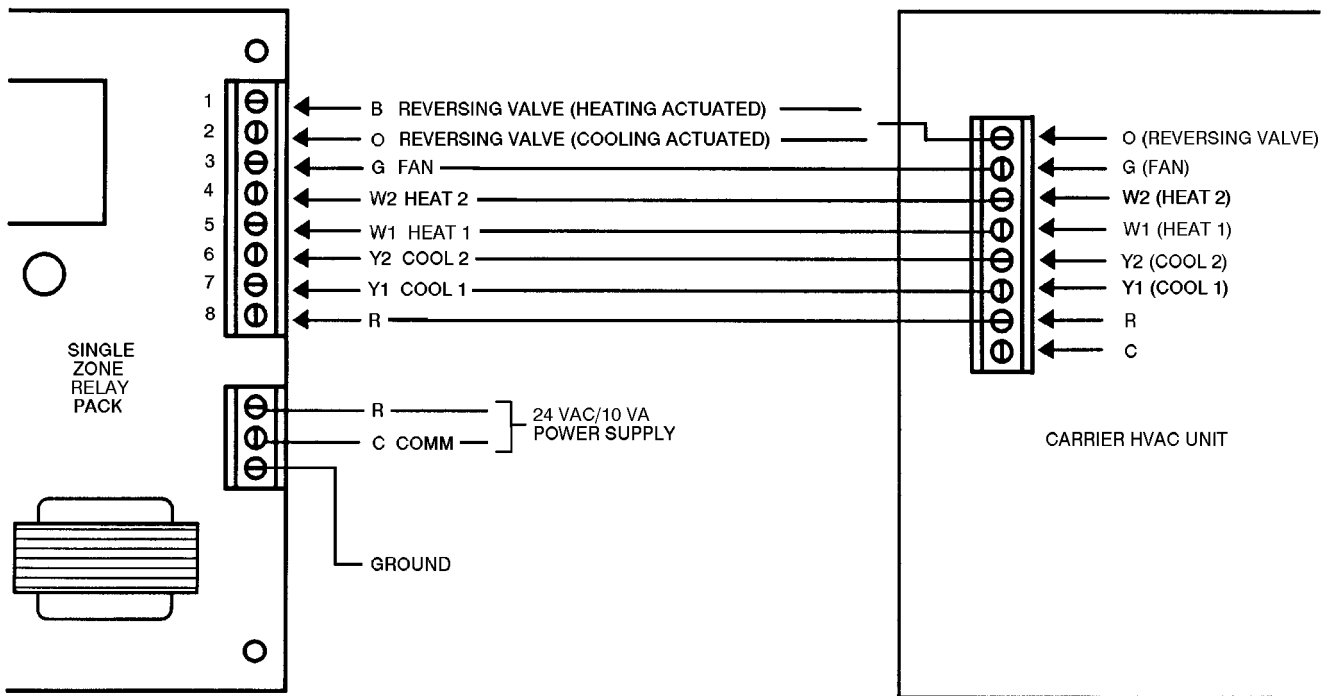 1
B REVERSING VALVE (HEATING ACTUATED)
2
O REVERSING VALVE (COOLING ACTUATED)
O (REVERSING VALVE)
3
G FAN
G (FAN)
4
W2 HEAT 2
W2 (HEAT 2)
5
W1 HEAT 1
W1 (HEAT 1)
6
Y2 COOL 2
Y2 (COOL 2)
7
Y1 COOL 1
Y1 (COOL 1)
8
R
R
C
SINGLE
ZONE
RELAY
PACK
R
C COMM
24 VAC/10 VA
POWER SUPPLY
CARRIER HVAC UNIT
GROUND